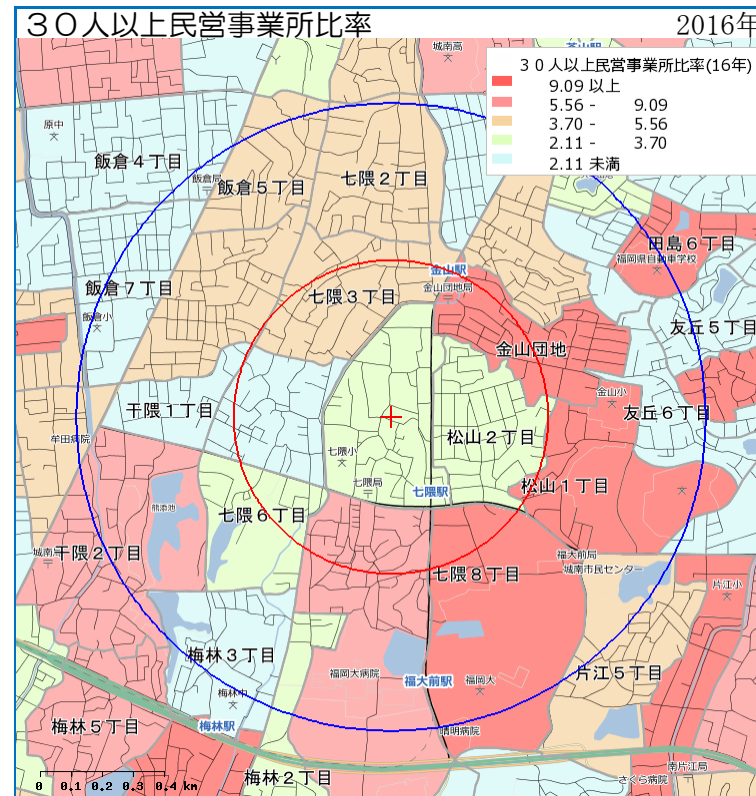 ３０人以上民営事業所比率
2016年
３０人以上民営事業所比率(16年)
9.09 以上
5.56 - 9.09
3.70 - 5.56
2.11 - 3.70
2.11 未満
城南高
原中
飯倉４丁目
飯倉局
飯倉５丁目
七隈２丁目
田島６丁目
福岡県自動車学校
金山駅
金山団地局
飯倉７丁目
七隈３丁目
飯倉小
友丘５丁目
金山団地
金山小
干隈１丁目
友丘６丁目
牟田病院
松山２丁目
七隈小
七隈局
七隈駅
松山１丁目
熊添池
七隈６丁目
城南局
干隈２丁目
福大前局
城南市民センター
七隈８丁目
片江小
梅林３丁目
福岡大病院
福大前駅
福岡大
片江５丁目
梅林中
梅林５丁目
梅林駅
晴明病院
南片江局
さくら病院
梅林２丁目
0 0.1 0.2 0.3 0.4 km